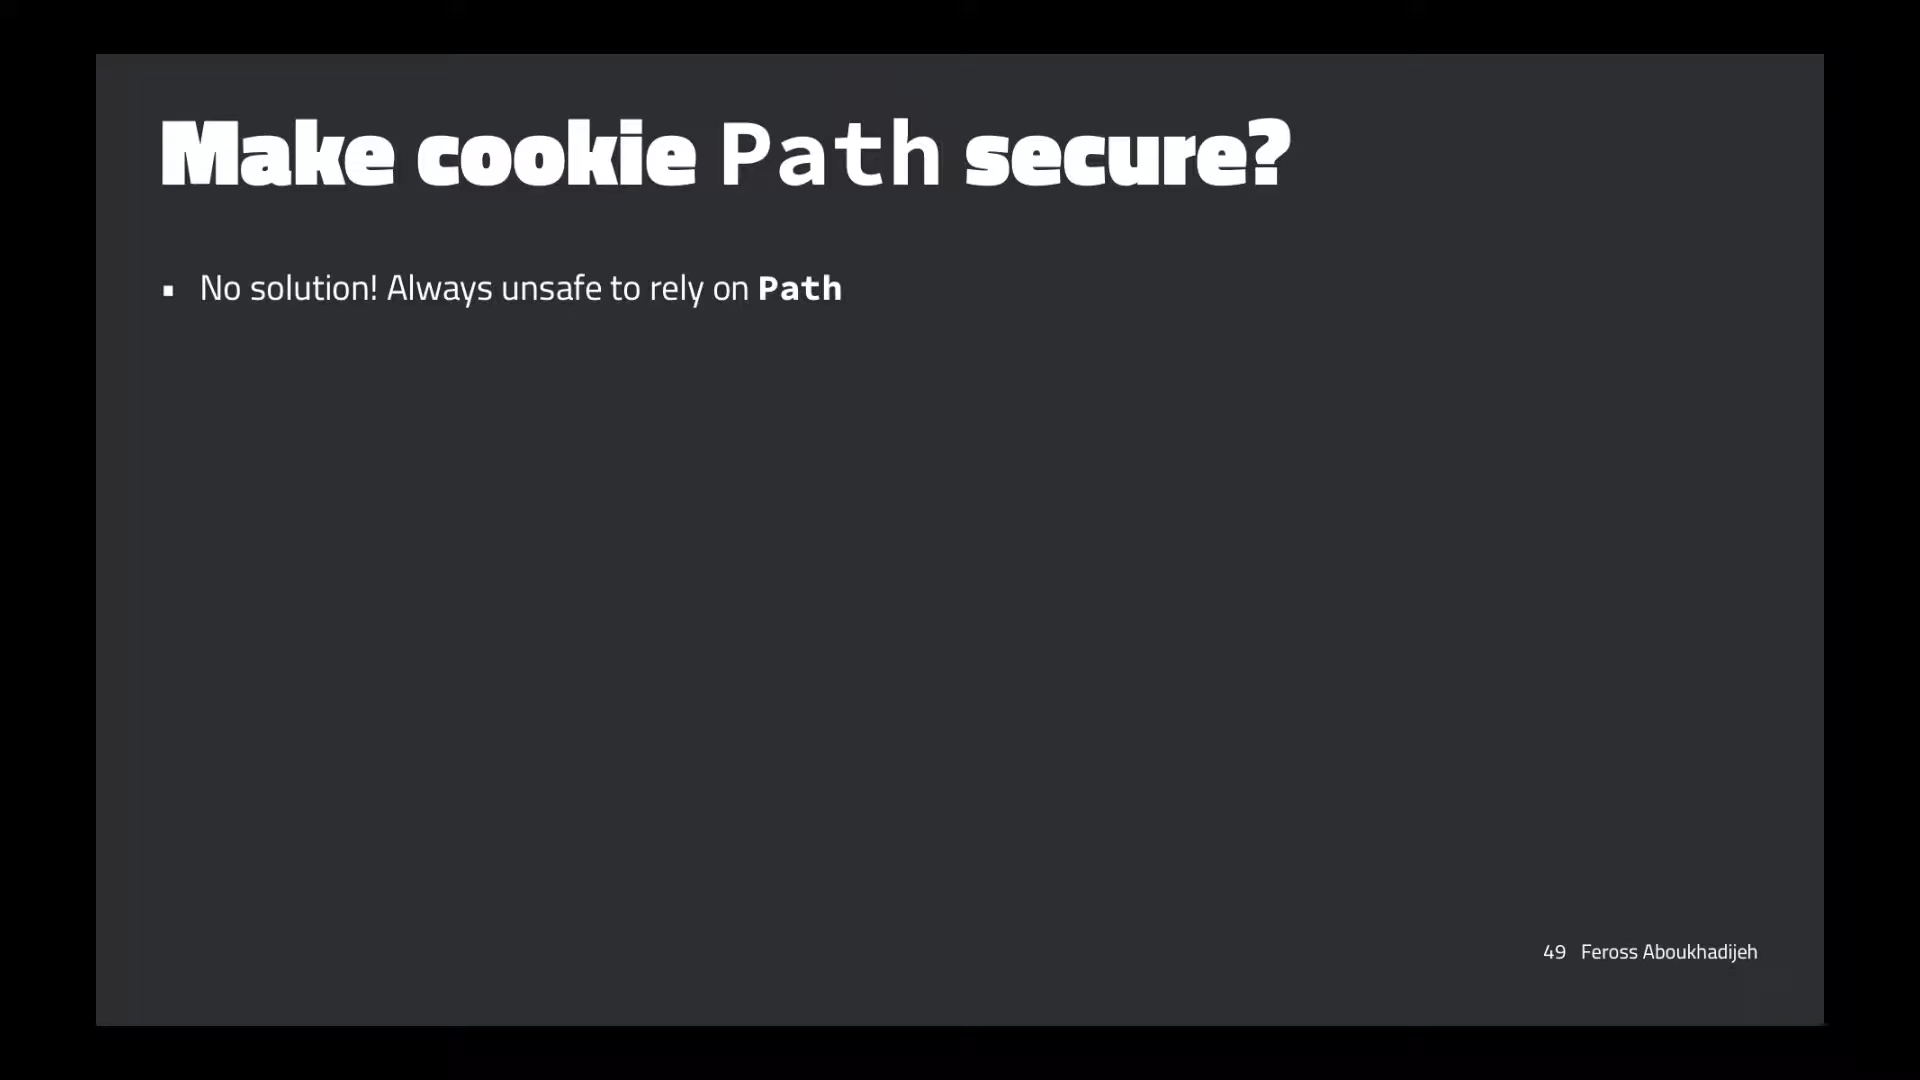 Make cookie Path secure?
▪ No solution! Always unsafe to rely on Path
49 Feross Aboukhadijeh